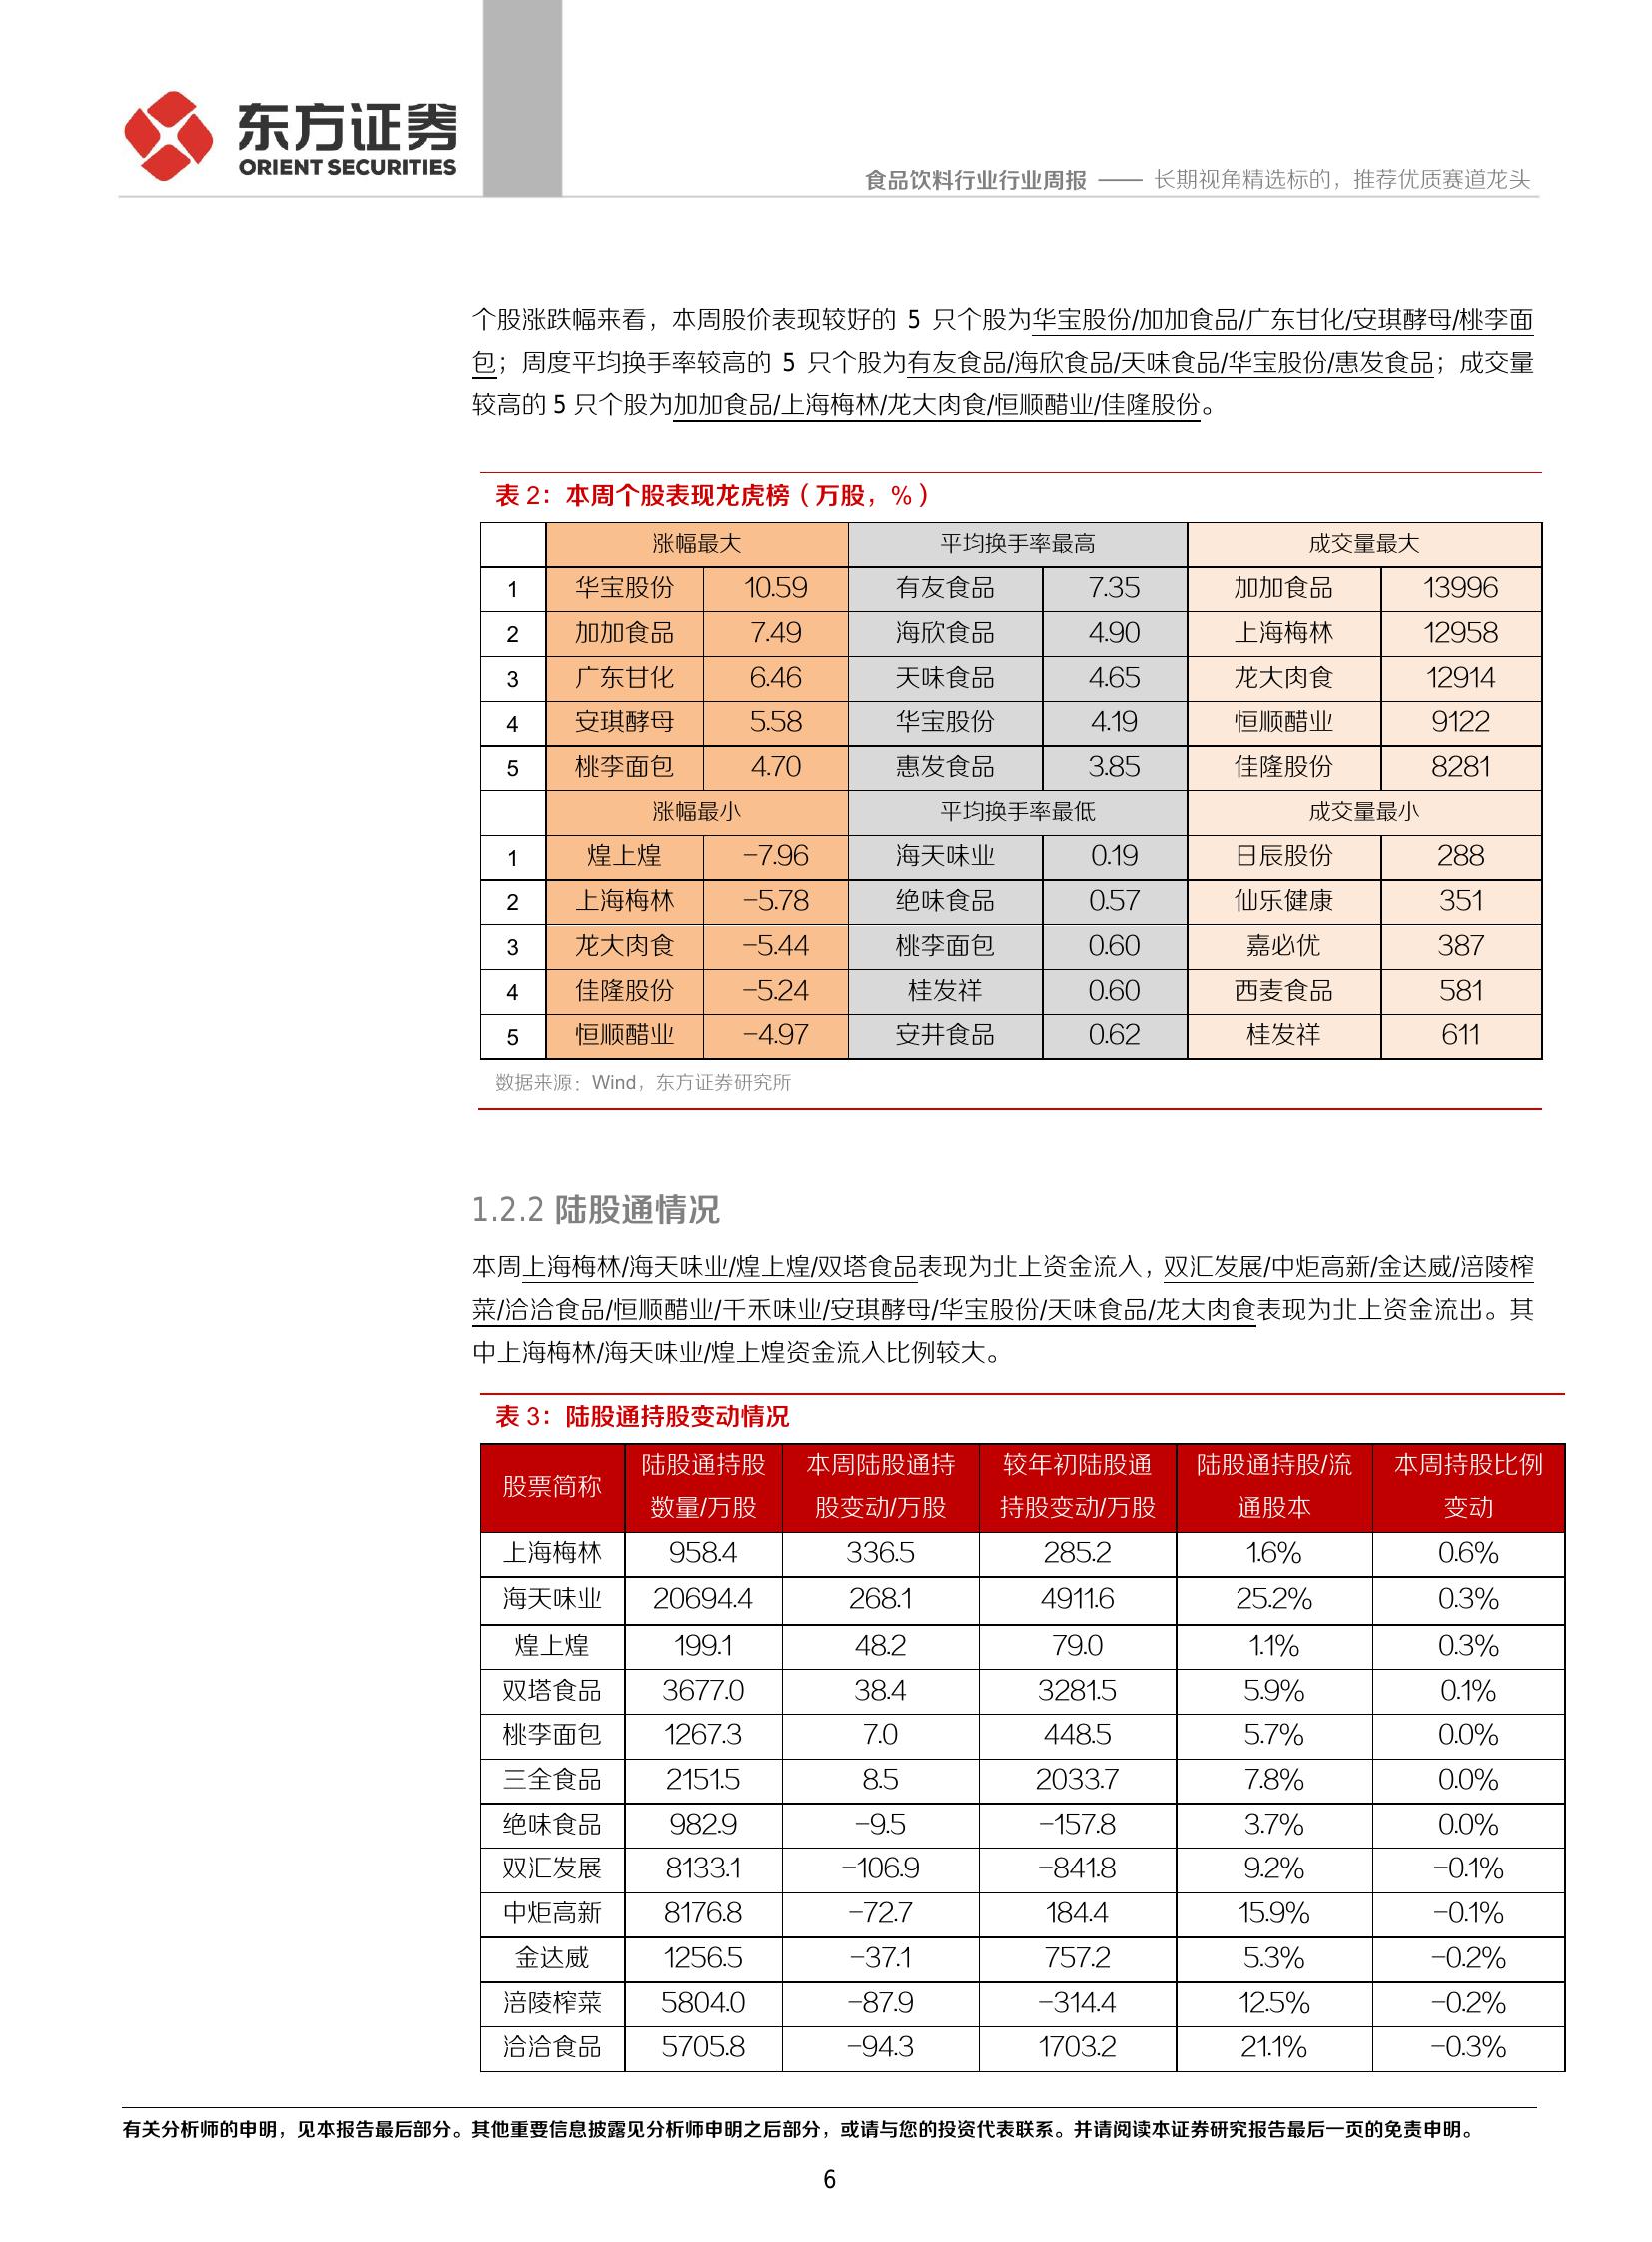 东方证券
ORIENT SECURITIES
食品饮料行业行业周报 —— 长期视角精选标的，推荐优质赛道龙头
个股涨跌幅来看，本周股价表现较好的 5 只个股为华宝股份/加加食品/广东甘化/安琪酵母/桃李面
包；周度平均换手率较高的 5 只个股为有友食品/海欣食品/天味食品/华宝股份/惠发食品；成交量
较高的 5 只个股为加加食品/上海梅林/龙大肉食/恒顺醋业/佳隆股份。
表 2：本周个股表现龙虎榜（万股，%）
涨幅最大 平均换手率最高 成交量最大
1 华宝股份 10.59 有友食品 7.35 加加食品 13996
2 加加食品 7.49 海欣食品 4.90 上海梅林 12958
3 广东甘化 6.46 天味食品 4.65 龙大肉食 12914
4 安琪酵母 5.58 华宝股份 4.19 恒顺醋业 9122
5 桃李面包 4.70 惠发食品 3.85 佳隆股份 8281
涨幅最小 平均换手率最低 成交量最小
1 煌上煌 -7.96 海天味业 0.19 日辰股份 288
2 上海梅林 -5.78 绝味食品 0.57 仙乐健康 351
3 龙大肉食 -5.44 桃李面包 0.60 嘉必优 387
4 佳隆股份 -5.24 桂发祥 0.60 西麦食品 581
5 恒顺醋业 -4.97 安井食品 0.62 桂发祥 611
数据来源：Wind，东方证券研究所
1.2.2 陆股通情况
本周上海梅林/海天味业/煌上煌/双塔食品表现为北上资金流入，双汇发展/中炬高新/金达威/涪陵榨
菜/洽洽食品/恒顺醋业/千禾味业/安琪酵母/华宝股份/天味食品/龙大肉食表现为北上资金流出。其
中上海梅林/海天味业/煌上煌资金流入比例较大。
表 3：陆股通持股变动情况
股票简称 陆股通持股数量/万股 本周陆股通持股变动/万股 较年初陆股通持股变动/万股 陆股通持股/流通股本 本周持股比例变动
上海梅林 958.4 336.5 285.2 1.6% 0.6%
海天味业 20694.4 268.1 4911.6 25.2% 0.3%
煌上煌 199.1 48.2 79.0 1.1% 0.3%
双塔食品 3677.0 38.4 3281.5 5.9% 0.1%
桃李面包 1267.3 7.0 448.5 5.7% 0.0%
三全食品 2151.5 8.5 2033.7 7.8% 0.0%
绝味食品 982.9 -9.5 -157.8 3.7% 0.0%
双汇发展 8133.1 -106.9 -841.8 9.2% -0.1%
中炬高新 8176.8 -72.7 184.4 15.9% -0.1%
金达威 1256.5 -37.1 757.2 5.3% -0.2%
涪陵榨菜 5804.0 -87.9 -314.4 12.5% -0.2%
洽洽食品 5705.8 -94.3 1703.2 21.1% -0.3%
有关分析师的申明，见本报告最后部分。其他重要信息披露见分析师申明之后部分，或请与您的投资代表联系。并请阅读本证券研究报告最后一页的免责申明。
6